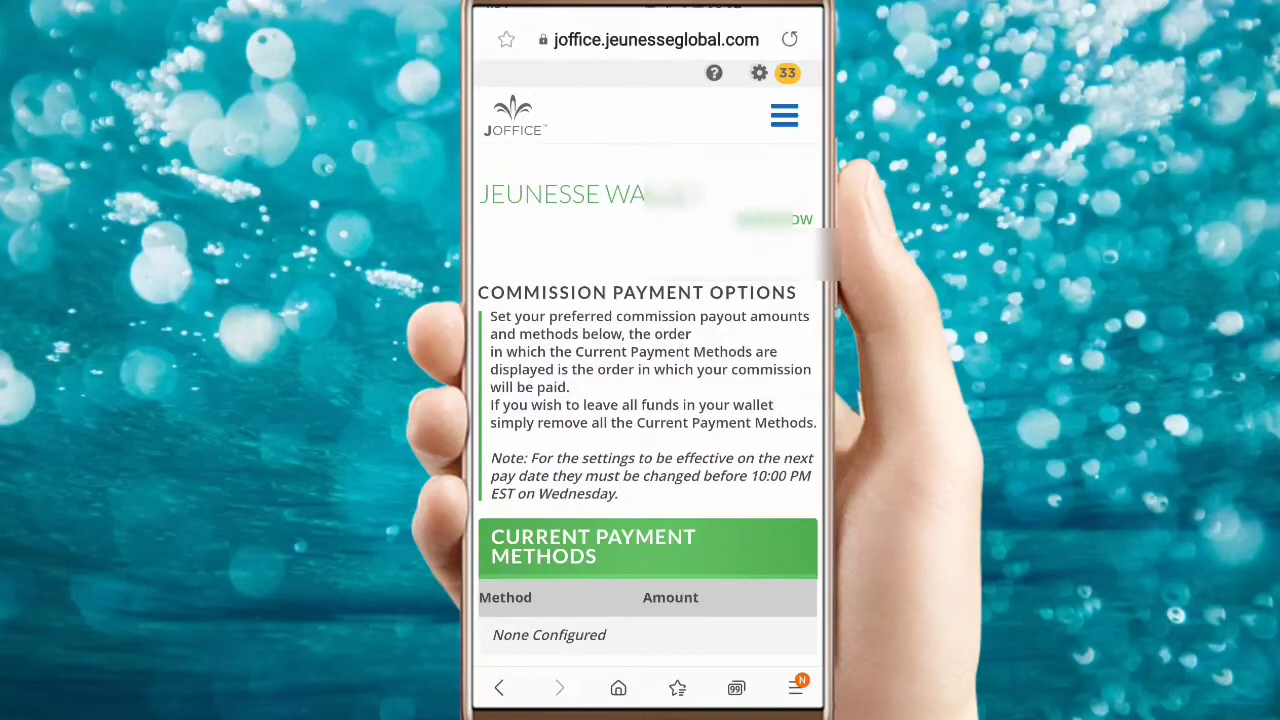 joffice.jeunesseglobal.com
33
JOFFICE™
JEUNESSE WA
OW
COMMISSION PAYMENT OPTIONS
Set your preferred commission payout amounts
and methods below, the order
in which the Current Payment Methods are
displayed is the order in which your commission
will be paid.
If you wish to leave all funds in your wallet
simply remove all the Current Payment Methods.
Note: For the settings to be effective on the next
pay date they must be changed before 10:00 PM
EST on Wednesday.
CURRENT PAYMENT
METHODS
Method Amount
None Configured
99
N